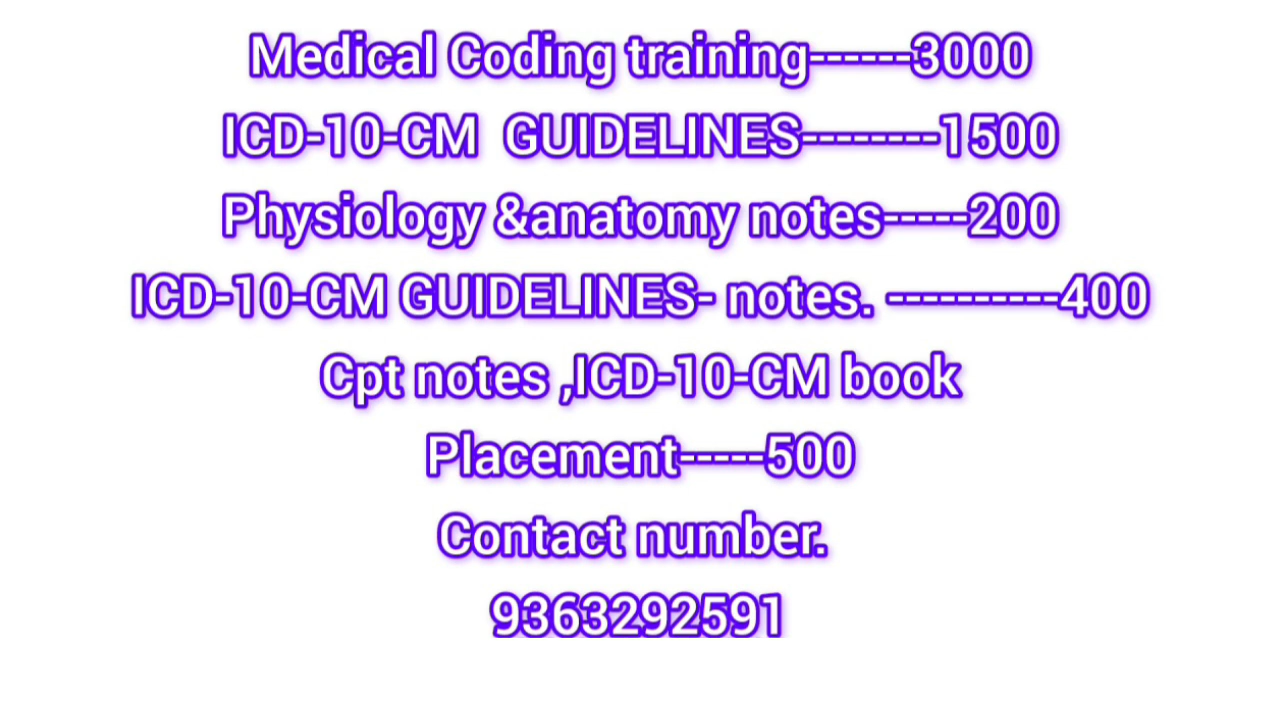 Medical Coding training------3000
ICD-10-CM  GUIDELINES--------1500
Physiology &anatomy notes-----200
ICD-10-CM GUIDELINES- notes. ----------400
Cpt notes ,ICD-10-CM book
Placement-----500
Contact number.
9363292591